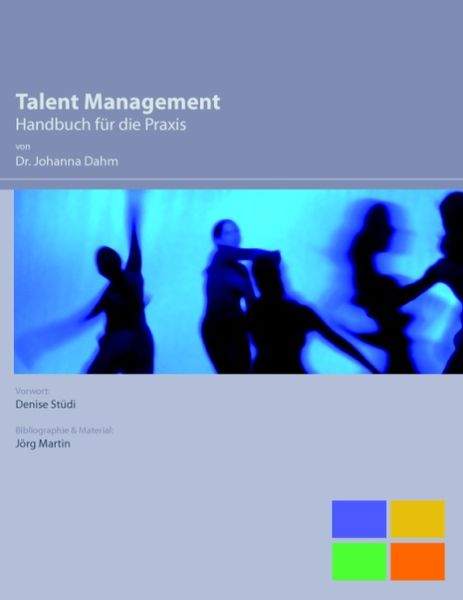 Talent Management
Handbuch für die Praxis
von
Dr. Johanna Dahm
Vorwort:
Denise Stüdi
Bibliographie & Material:
Jörg Martin